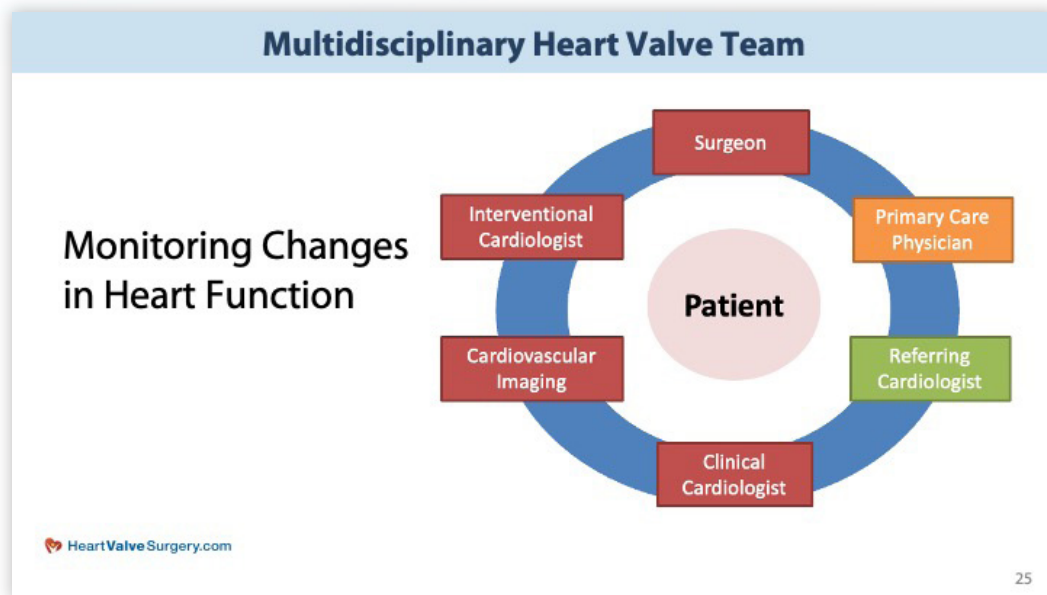 Multidisciplinary Heart Valve Team
Monitoring Changes
in Heart Function
Surgeon
Primary Care
Physician
Referring
Cardiologist
Clinical
Cardiologist
Cardiovascular
Imaging
Interventional
Cardiologist
Patient
HeartValveSurgery.com
25